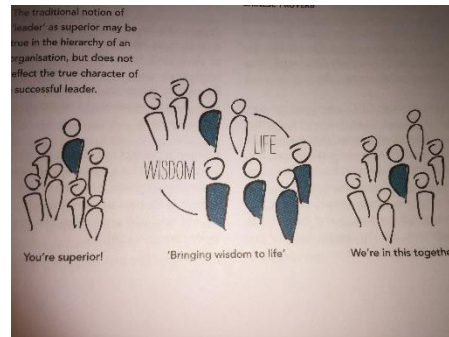 The traditional notion of
'leader' as superior may be
true in the hierarchy of an
organisation, but does not
reflect the true character of
successful leader.
LIFE
WISDOM
You're superior!
'Bringing wisdom to life'
We're in this togethe